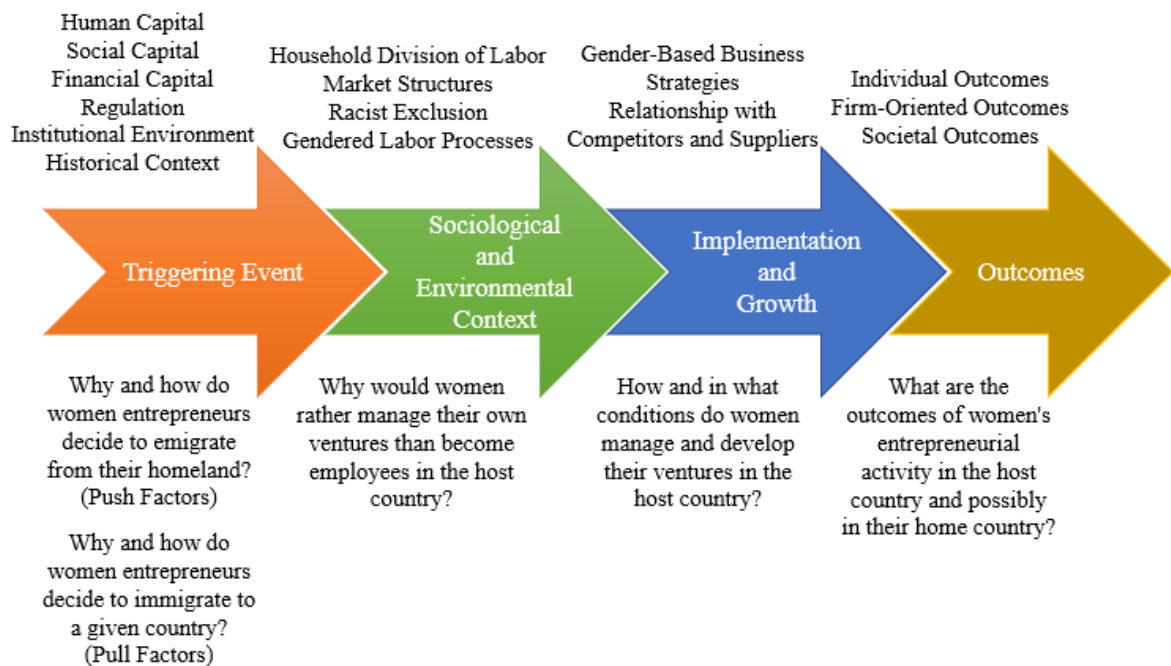 Human Capital
Social Capital
Financial Capital
Regulation
Institutional Environment
Historical Context
Household Division of Labor
Market Structures
Racist Exclusion
Gendered Labor Processes
Gender-Based Business
Strategies
Relationship with
Competitors and Suppliers
Individual Outcomes
Firm-Oriented Outcomes
Societal Outcomes
Triggering Event
Sociological
and
Environmental
Context
Implementation
and
Growth
Outcomes
Why and how do
women entrepreneurs
decide to emigrate
from their homeland?
(Push Factors)
Why and how do
women entrepreneurs
decide to immigrate to
a given country?
(Pull Factors)
Why would women
rather manage their own
ventures than become
employees in the host
country?
How and in what
conditions do women
manage and develop
their ventures in the
host country?
What are the
outcomes of women's
entrepreneurial
activity in the host
country and possibly
in their home country?